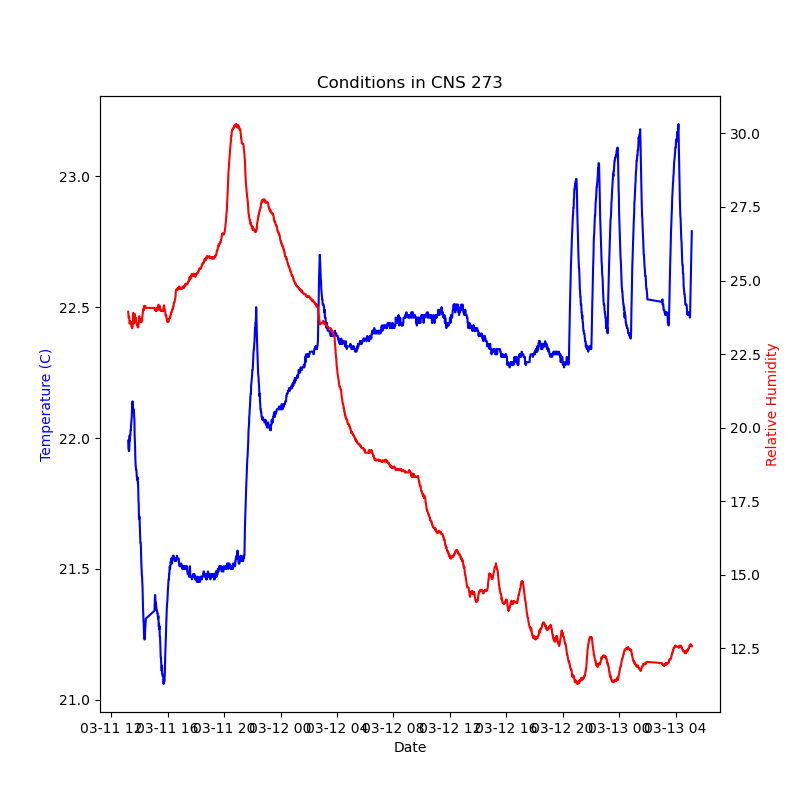 Conditions in CNS 273
23.0
22.5
22.0
21.5
21.0
Temperature (C)
30.0
27.5
25.0
22.5
20.0
17.5
15.0
12.5
Relative Humidity
03-11 12 03-11 16 03-11 20 03-12 00 03-12 04 03-12 08 03-12 12 03-12 16 03-12 20 03-13 00 03-13 04
Date